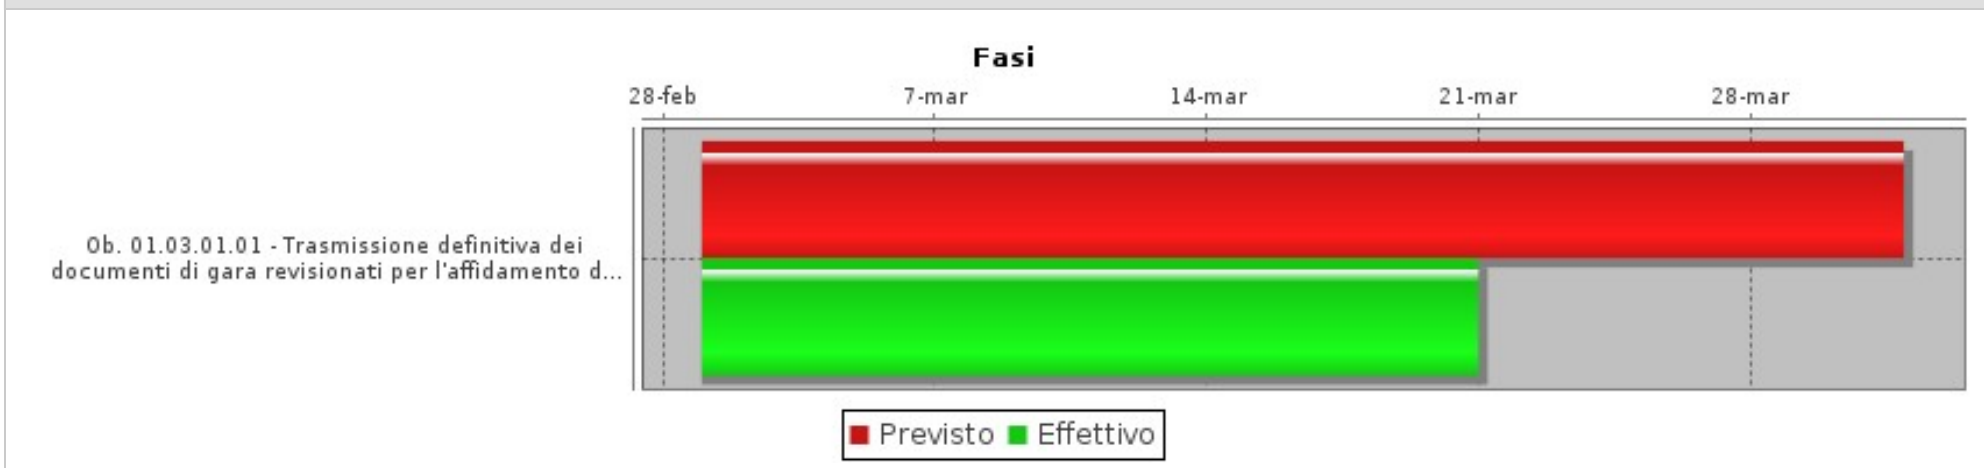 Fasi
28-feb 7-mar 14-mar 21-mar 28-mar
Ob. 01.03.01.01 - Trasmissione definitiva dei
documenti di gara revisionati per l'affidamento d...
Previsto Effettivo